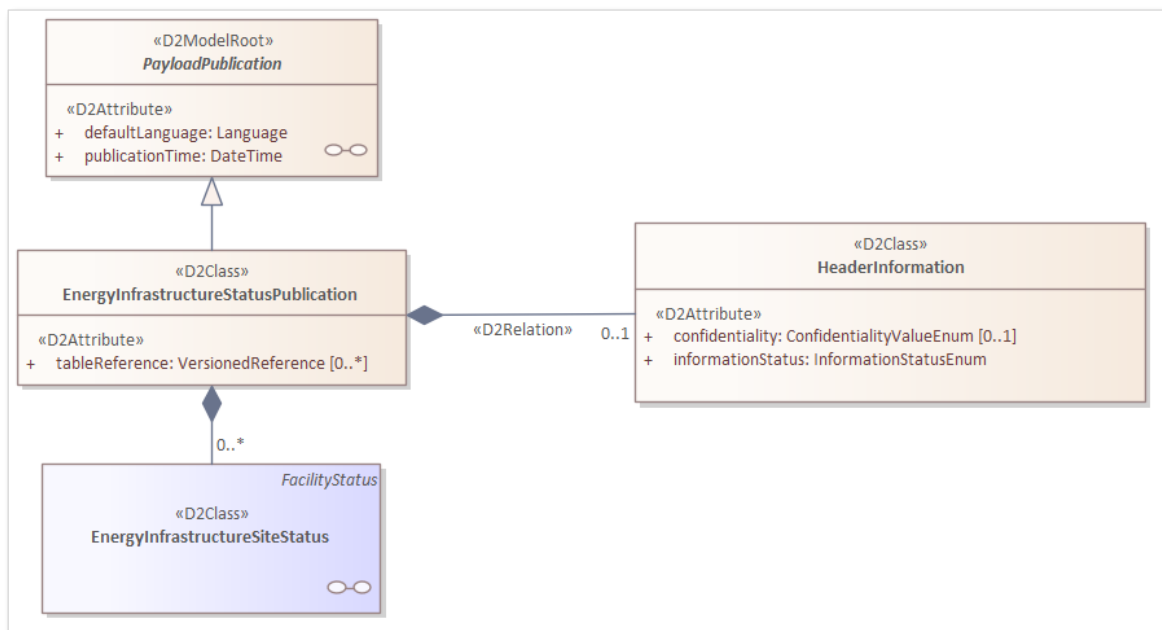 «D2ModelRoot»
PayloadPublication
«D2Attribute»
+ defaultLanguage: Language
+ publicationTime: DateTime
«D2Class»
EnergyInfrastructureStatusPublication
«D2Attribute»
+ tableReference: VersionedReference [0..*]
«D2Relation»
0..1
«D2Class»
HeaderInformation
«D2Attribute»
+ confidentiality: ConfidentialityValueEnum [0..1]
+ informationStatus: InformationStatusEnum
0..*
FacilityStatus
«D2Class»
EnergyInfrastructureSiteStatus